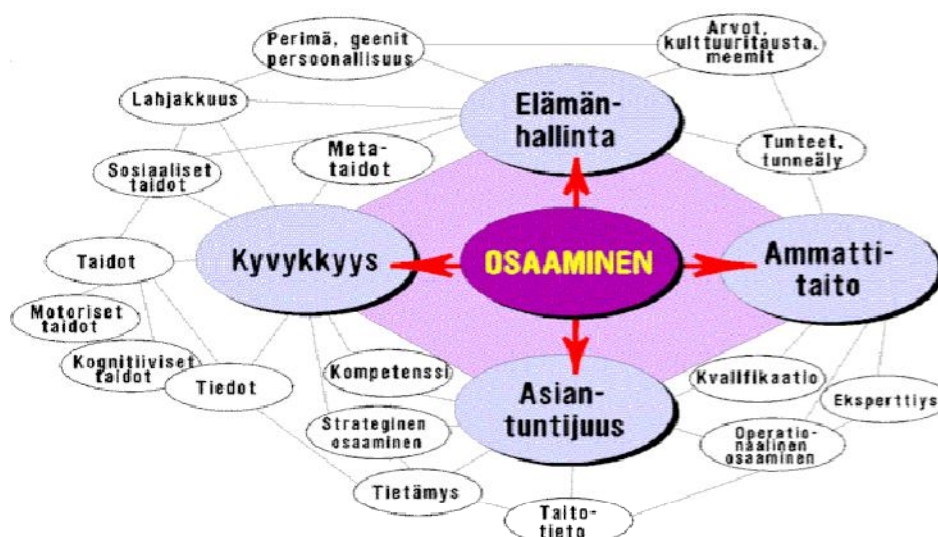 Perimä, geenit
persoonallisuus
Arvot,
kulttuuritausta,
meemit
Lahjakkuus
Elämän-
hallinta
Meta-
taidot
Tunteet,
tunneäly
Sosiaaliset
taidot
Taidot
Kyvykkyys
OSAAMINEN
Ammatti-
taito
Motoriset
taidot
Kognitiiviset
taidot
Tiedot
Kompetenssi
Asian-
tuntijuus
Kvalifikaatio
Eksperttiys
Strateginen
osaaminen
Operatio-
naalinen
osaaminen
Tietämys
Taito-
tieto